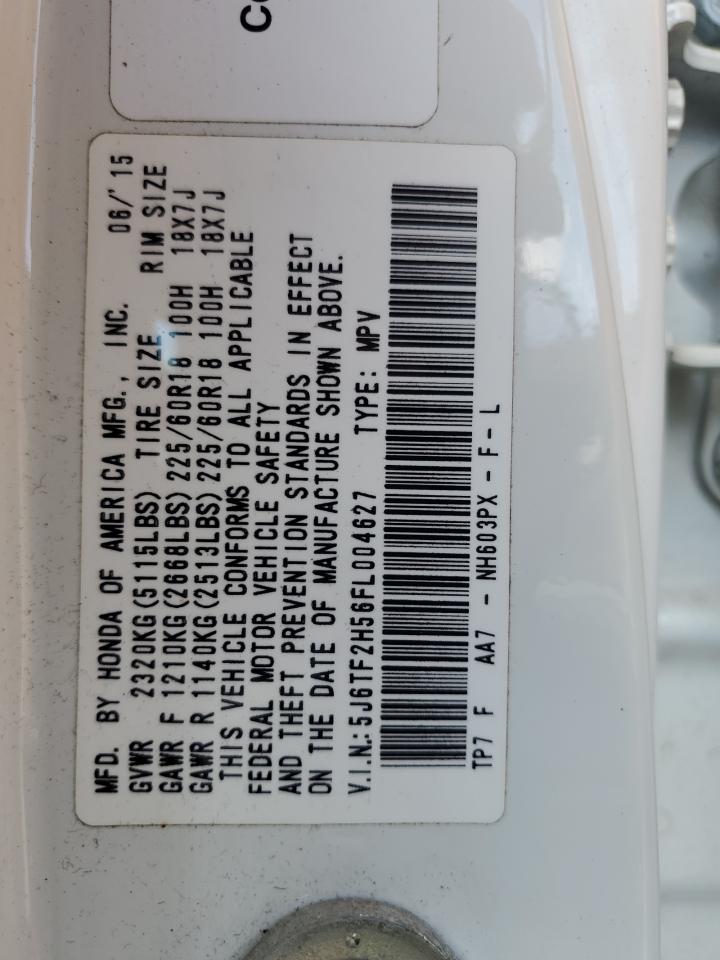 CO
MFD. BY HONDA OF AMERICA MFG., INC. 06/'15
GVWR 2320KG(5115LBS) TIRE SIZE RIM SIZE
GAWR F 1210KG(2668LBS) 225/60R18 100H 18X7J
GAWR R 1140KG(2513LBS) 225/60R18 100H 18X7J
THIS VEHICLE CONFORMS TO ALL APPLICABLE
FEDERAL MOTOR VEHICLE SAFETY
AND THEFT PREVENTION STANDARDS IN EFFECT
ON THE DATE OF MANUFACTURE SHOWN ABOVE.
V.I.N.:5J6TF2H56FL004627 TYPE: MPV
TP7 F AA7 - NH603PX - F - L